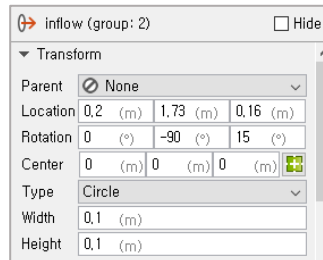 inflow (group: 2) Hide
Transform
Parent None
Location 0,2 (m) 1,73 (m) 0,16 (m)
Rotation 0 (°) -90 (°) 15 (°)
Center 0 (m) 0 (m) 0 (m)
Type Circle
Width 0,1 (m)
Height 0,1 (m)